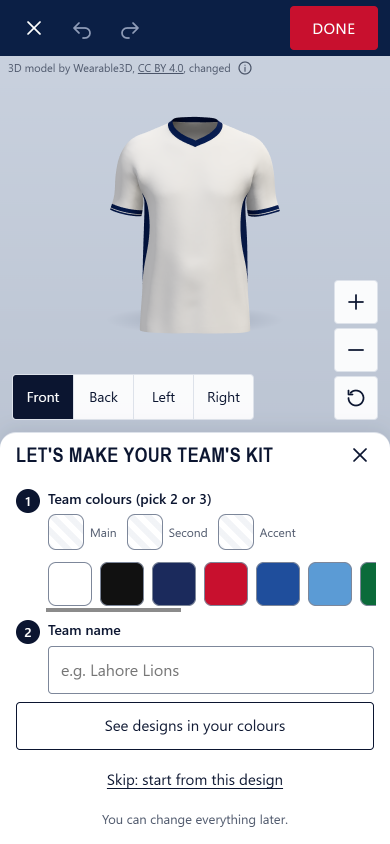 DONE
3D model by Wearable3D, CC BY 4.0, changed
Front Back Left Right
LET'S MAKE YOUR TEAM'S KIT
1 Team colours (pick 2 or 3)
Main Second Accent
2 Team name
e.g. Lahore Lions
See designs in your colours
Skip: start from this design
You can change everything later.